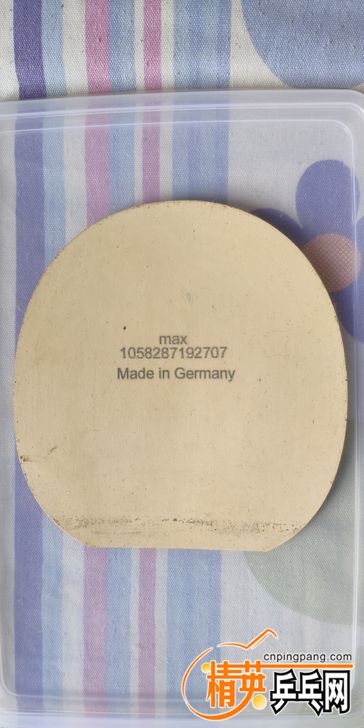 max
1058287192707
Made in Germany
cnpingpang.com
精英乒乓网